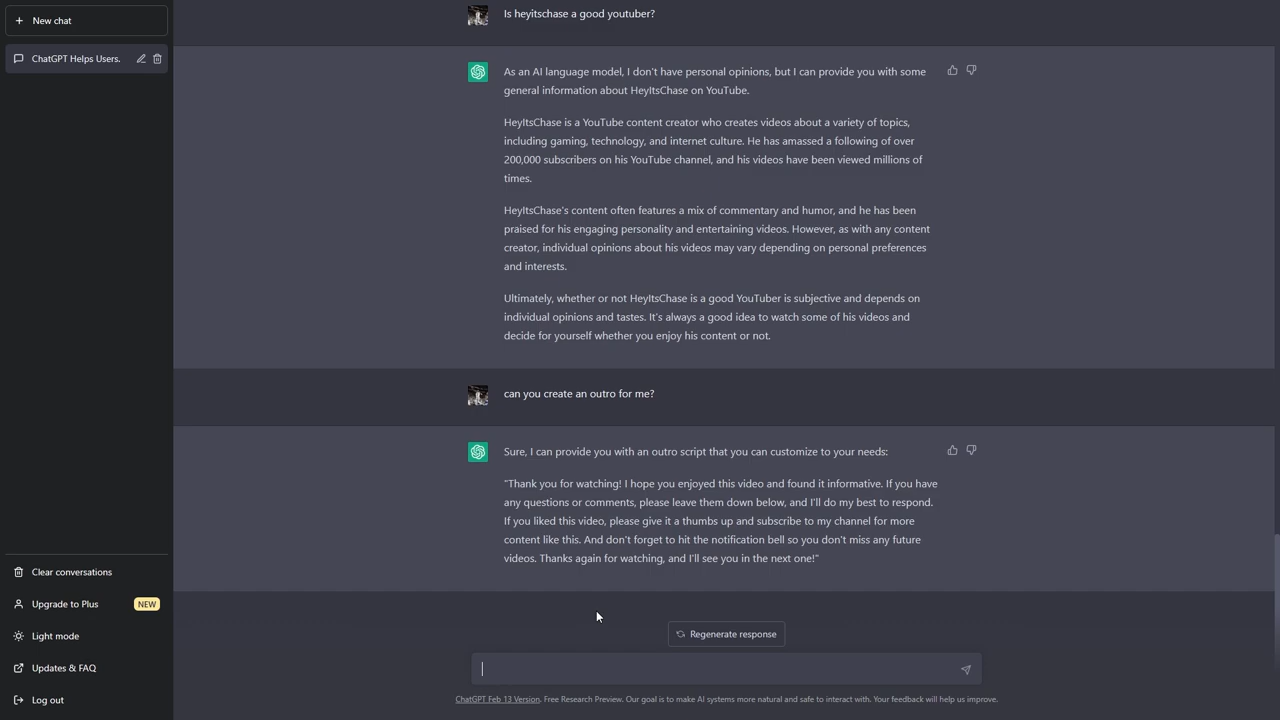 New chat
ChatGPT Helps Users.
Is heyitschase a good youtuber?
As an AI language model, I don't have personal opinions, but I can provide you with some
general information about HeyItsChase on YouTube.
HeyItsChase is a YouTube content creator who creates videos about a variety of topics,
including gaming, technology, and internet culture. He has amassed a following of over
200,000 subscribers on his YouTube channel, and his videos have been viewed millions of
times.
HeyItsChase's content often features a mix of commentary and humor, and he has been
praised for his engaging personality and entertaining videos. However, as with any content
creator, individual opinions about his videos may vary depending on personal preferences
and interests.
Ultimately, whether or not HeyItsChase is a good YouTuber is subjective and depends on
individual opinions and tastes. It's always a good idea to watch some of his videos and
decide for yourself whether you enjoy his content or not.
can you create an outro for me?
Sure, I can provide you with an outro script that you can customize to your needs:
"Thank you for watching! I hope you enjoyed this video and found it informative. If you have
any questions or comments, please leave them down below, and I'll do my best to respond.
If you liked this video, please give it a thumbs up and subscribe to my channel for more
content like this. And don't forget to hit the notification bell so you don't miss any future
videos. Thanks again for watching, and I'll see you in the next one!"
Clear conversations
Upgrade to Plus NEW
Light mode
Updates & FAQ
Log out
Regenerate response
ChatGPT Feb 13 Version. Free Research Preview. Our goal is to make AI systems more natural and safe to interact with. Your feedback will help us improve.